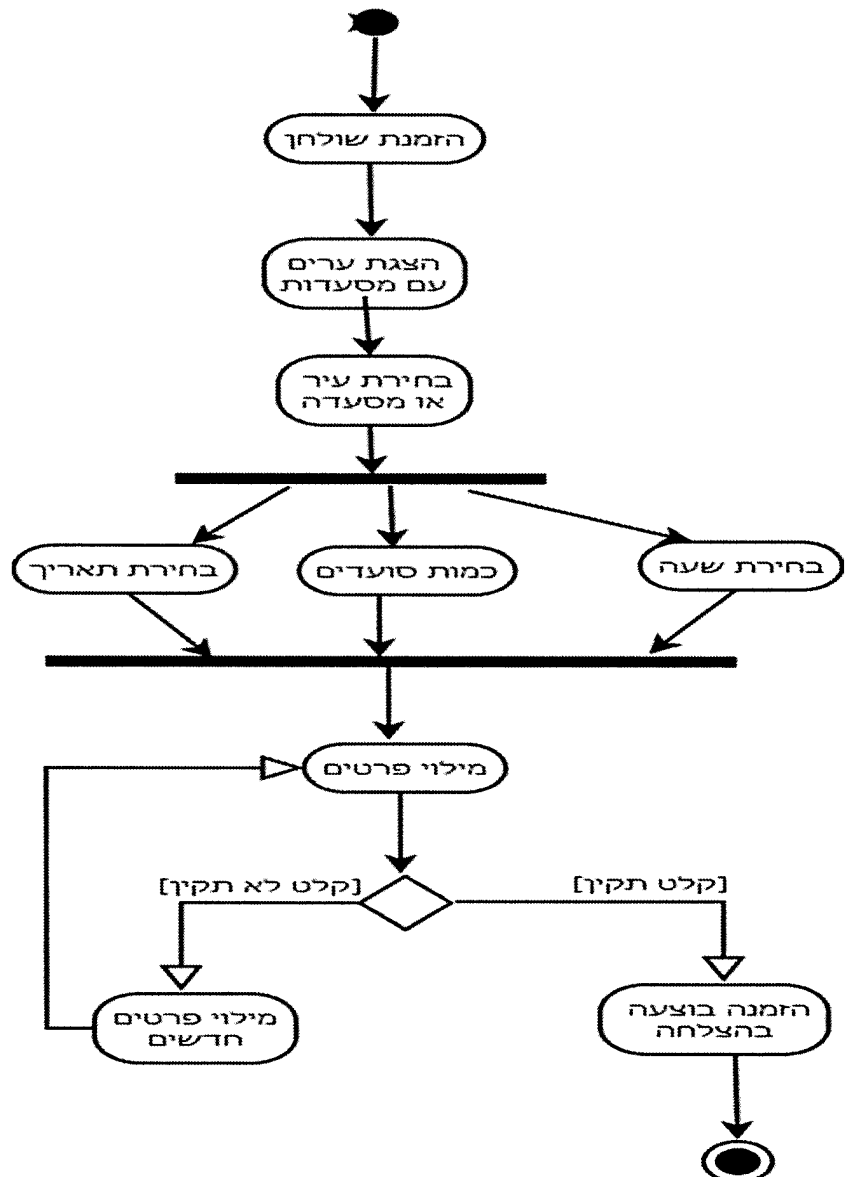 הזמנת שולחן
הצגת ערים
עם מסעדות
בחירת עיר
או מסעדה
בחירת שעה
כמות סועדים
בחירת תאריך
מילוי פרטים
[קלט תקין]
[קלט לא תקין]
הזמנה בוצעה
בהצלחה
מילוי פרטים
חדשים